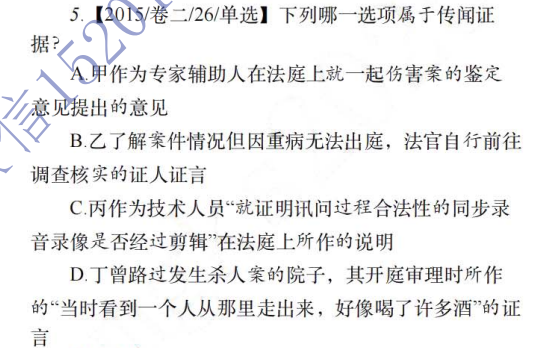 5.【2015/卷二/26/单选】下列哪一选项属于传闻证
据?
A.甲作为专家辅助人在法庭上就一起伤害案的鉴定
意见提出的意见
B.乙了解案件情况但因重病无法出庭，法官自行前往
调查核实的证人证言
C.丙作为技术人员“就证明讯问过程合法性的同步录
音录像是否经过剪辑”在法庭上所作的说明
D.丁曾路过发生杀人案的院子，其开庭审理时所作
的“当时看到一个人从那里走出来，好像喝了许多酒”的证
言
信15201